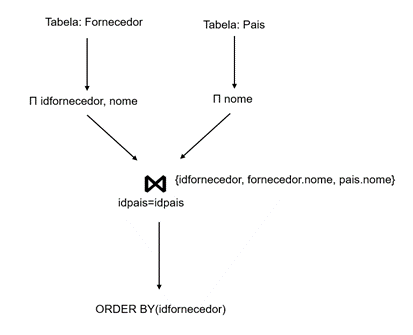 Tabela: Fornecedor
Tabela: Pais
Π idfornecedor, nome
Π nome
⋈ {idfornecedor, fornecedor.nome, pais.nome}
idpais=idpais
ORDER BY(idfornecedor)